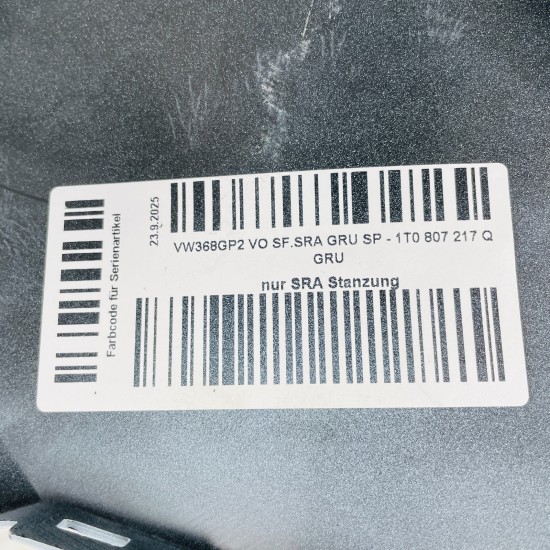 Farbcode für Serienartikel
23.9.2025
VW368GP2 VO SF.SRA GRU SP - 1T0 807 217 Q
GRU
nur SRA Stanzung